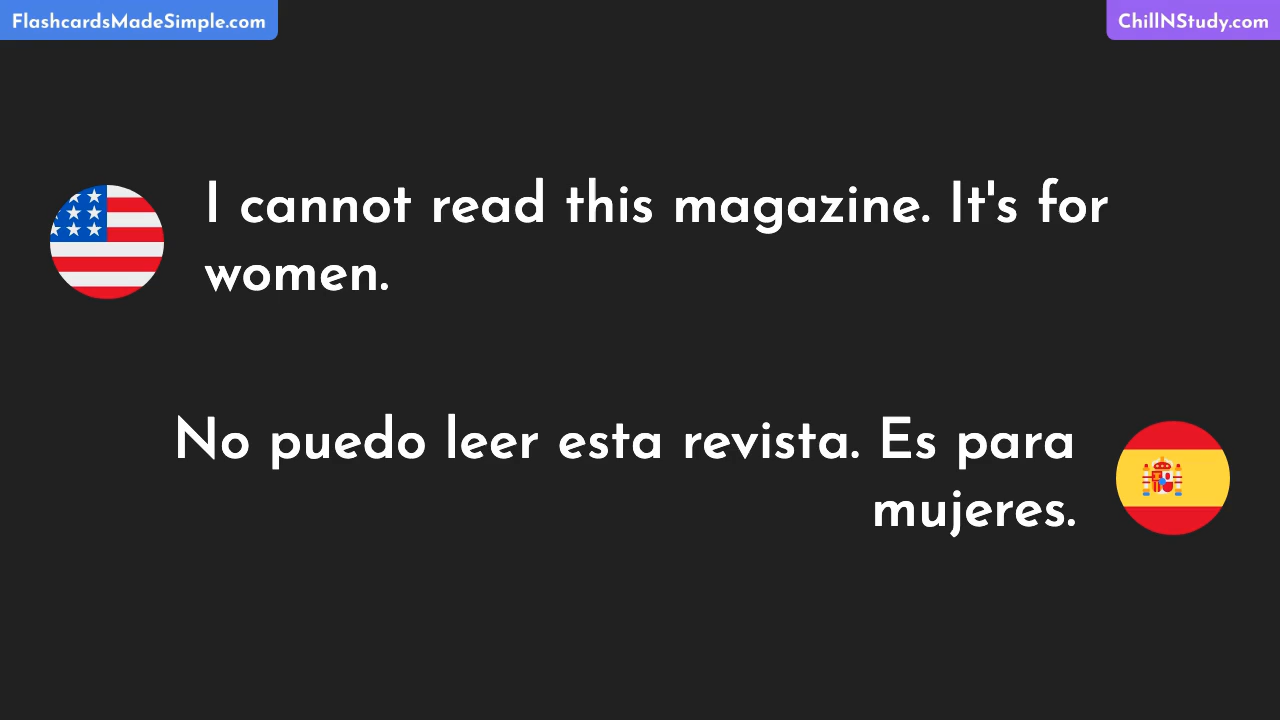 FlashcardsMadeSimple.com
ChillNStudy.com
I cannot read this magazine. It's for
women.
No puedo leer esta revista. Es para
mujeres.